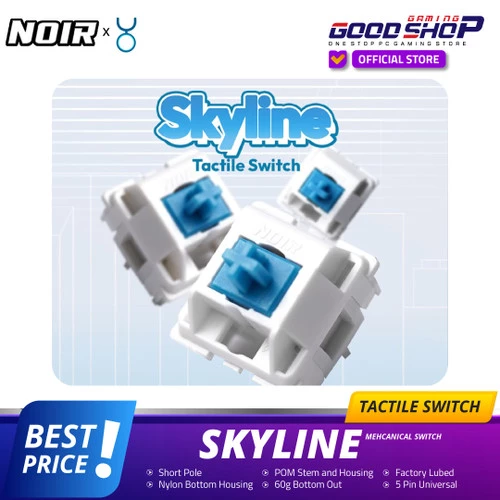 NOIR x
GAMING
GOOD SHOP
ONE STOP PC GAMING STORE
OFFICIAL STORE
Skyline
Tactile Switch
NOIR
TACTILE SWITCH
BEST
PRICE!
SKYLINE MEHCANICAL SWITCH
• Short Pole • POM Stem and Housing • Factory Lubed
• Nylon Bottom Housing • 60g Bottom Out • 5 Pin Universal